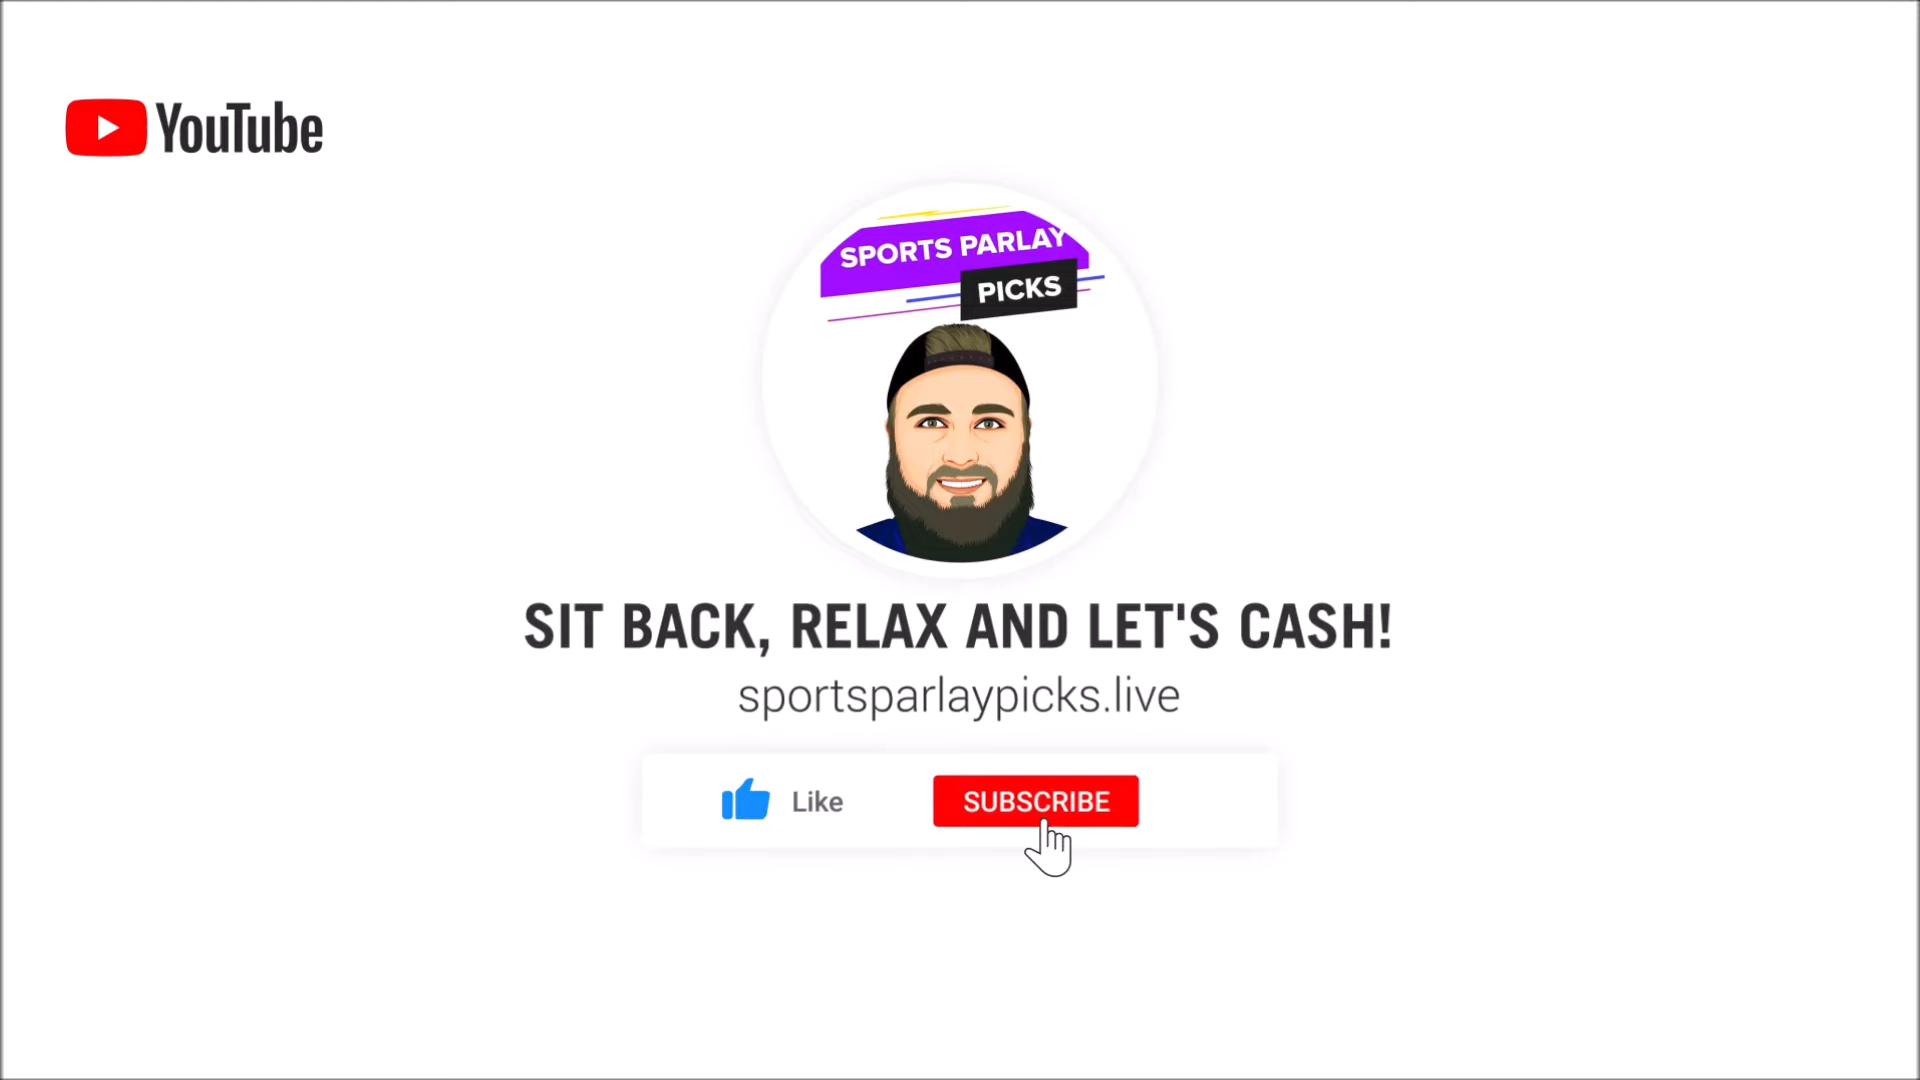 YouTube
SPORTS PARLAY
PICKS
SIT BACK, RELAX AND LET'S CASH!
sportsparlaypicks.live
Like
SUBSCRIBE